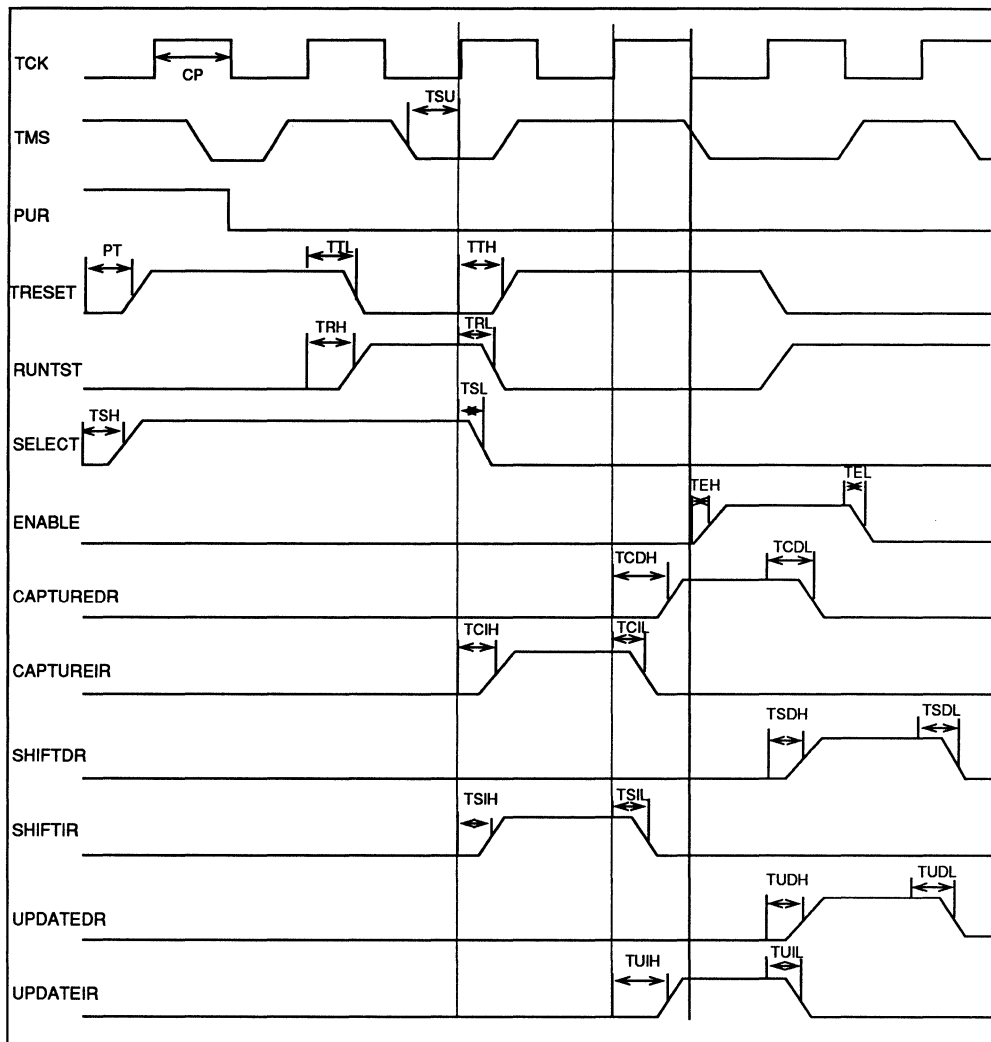 TCK
CP
TSU
TMS
PUR
PT
TTL
TTH
TRESET
TRH
TRL
RUNTST
TSH
TSL
SELECT
TEH
TEL
ENABLE
TCDH
TCDL
CAPTUREDR
TCIH
TCIL
CAPTUREIR
TSDH
TSDL
SHIFTDR
TSIH
TSIL
SHIFTIR
TUDH
TUDL
UPDATEDR
TUIH
TUIL
UPDATEIR